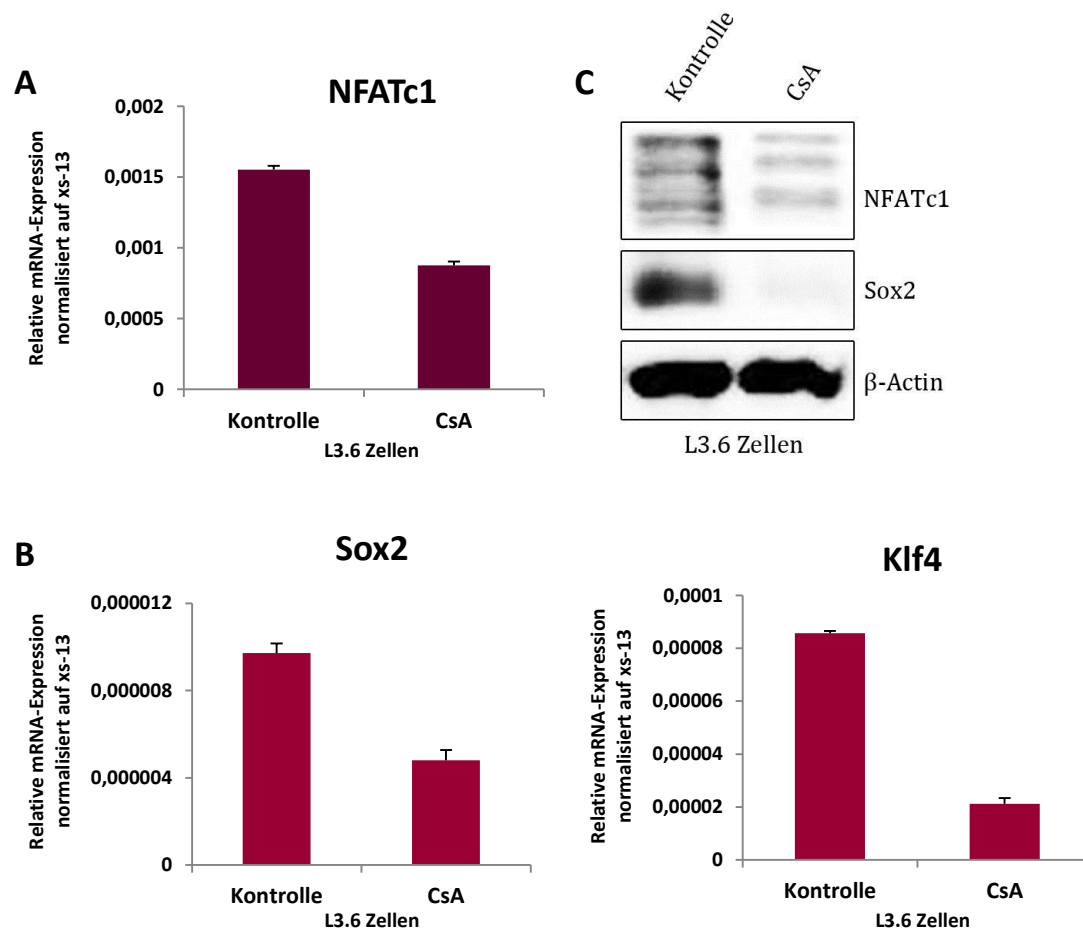 A
NFATc1
Relative mRNA-Expression
normalisiert auf xs-13
0,002
0,0015
0,001
0,0005
0
Kontrolle
CsA
L3.6 Zellen
C
Kontrolle
CsA
NFATc1
Sox2
β-Actin
L3.6 Zellen
B
Sox2
Relative mRNA-Expression
normalisiert auf xs-13
0,000012
0,000008
0,000004
0
Kontrolle
CsA
L3.6 Zellen
Klf4
Relative mRNA-Expression
normalisiert auf xs-13
0,0001
0,00008
0,00006
0,00004
0,00002
0
Kontrolle
CsA
L3.6 Zellen